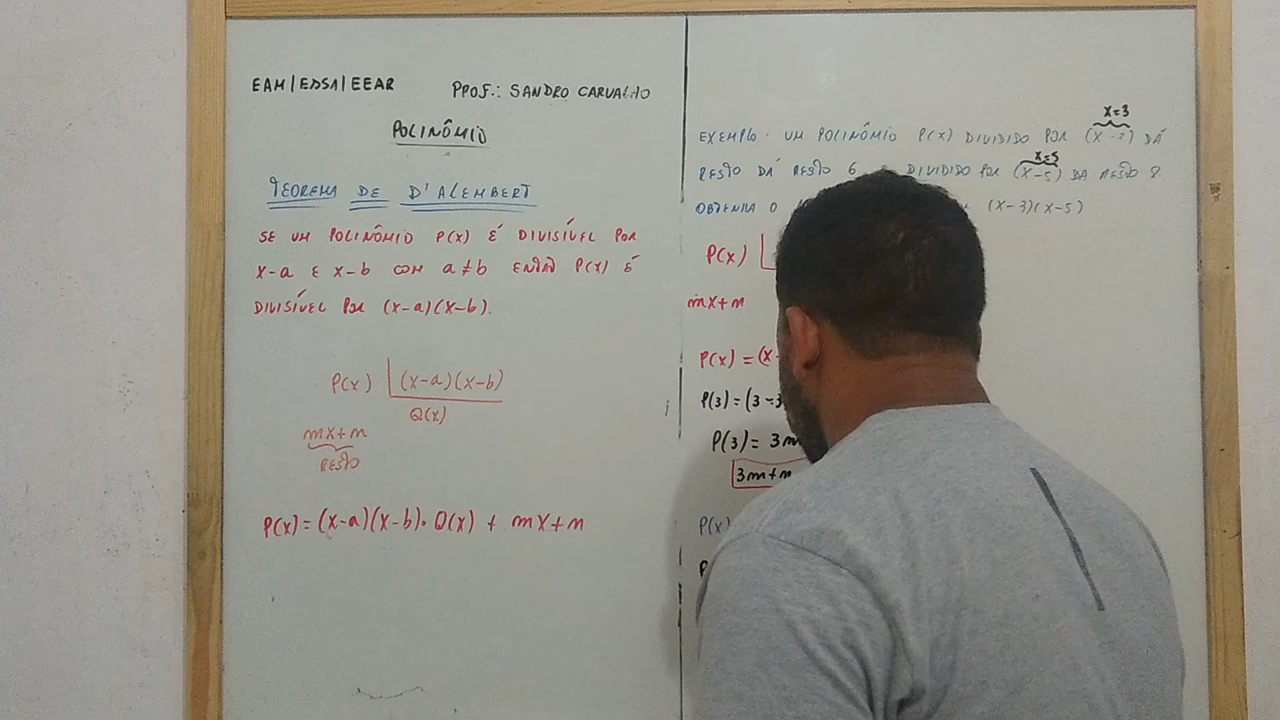 EAM/ESSA/EEAR PROF.: SANDRO CARVALHO
POLINÔMIO
TEOREMA DE D'ALEMBERT
SE UM POLINÔMIO P(X) É DIVISÍVEL POR
X-a E X-b COM a≠b ENTÃO P(X) É
DIVISÍVEL POR (X-a)(X-b).
P(X) (X-a)(X-b)
Q(X)
mX+n
RESTO
P(X) = (X-a)(X-b). Q(X) + mX+n
X=3
EXEMPLO: UM POLINÔMIO P(X) DIVIDIDO POR DÁ
X=5
RESTO DÁ RESTO 6 DIVIDIDO POR (X-5) DÁ RESTO
OBTENHA O (X-3)(X-5)
P(X)
mX+n
P(X) = (X
P(3) = (3-3
P(3) = 3m
3m+n
P(X)